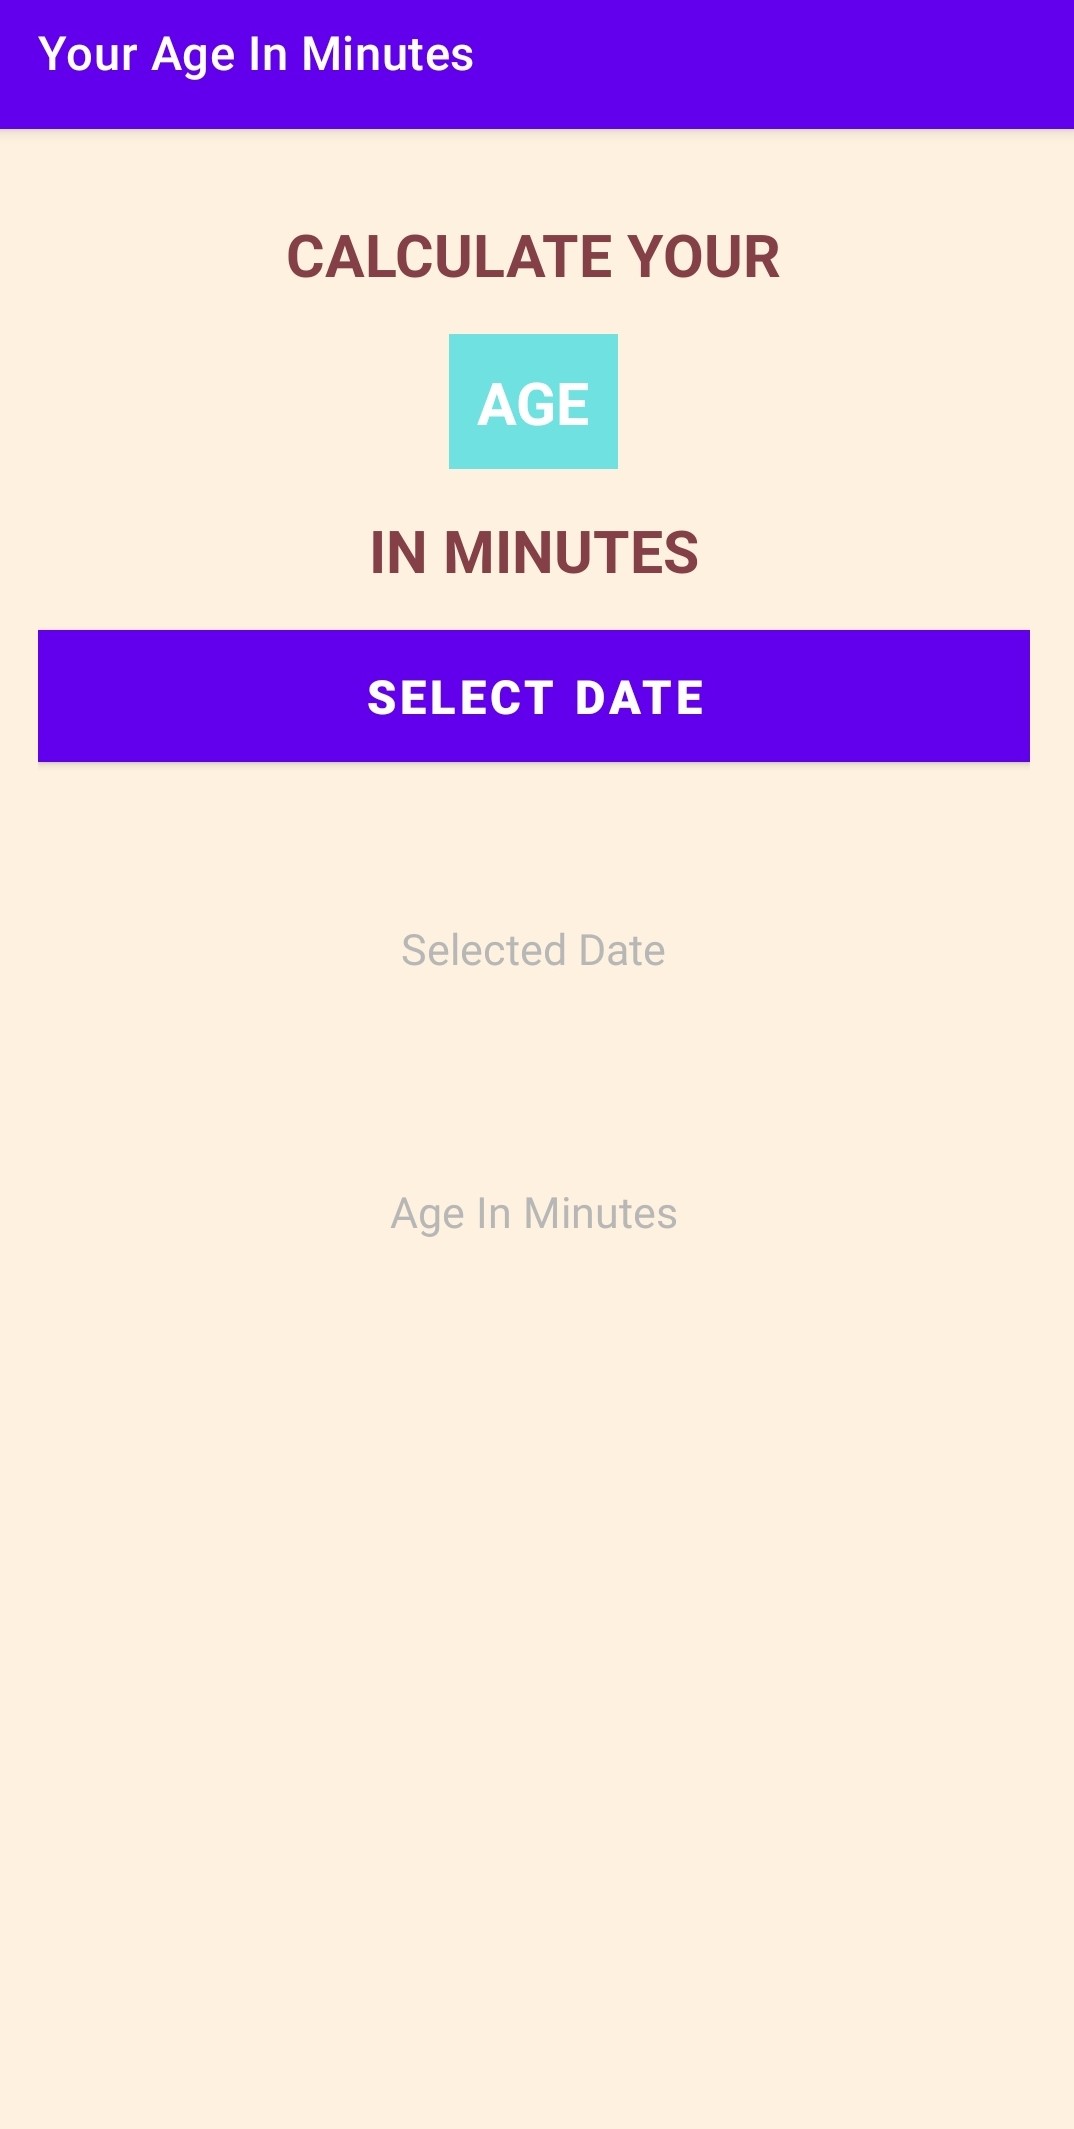 Your Age In Minutes
CALCULATE YOUR
AGE
IN MINUTES
SELECT DATE
Selected Date
Age In Minutes